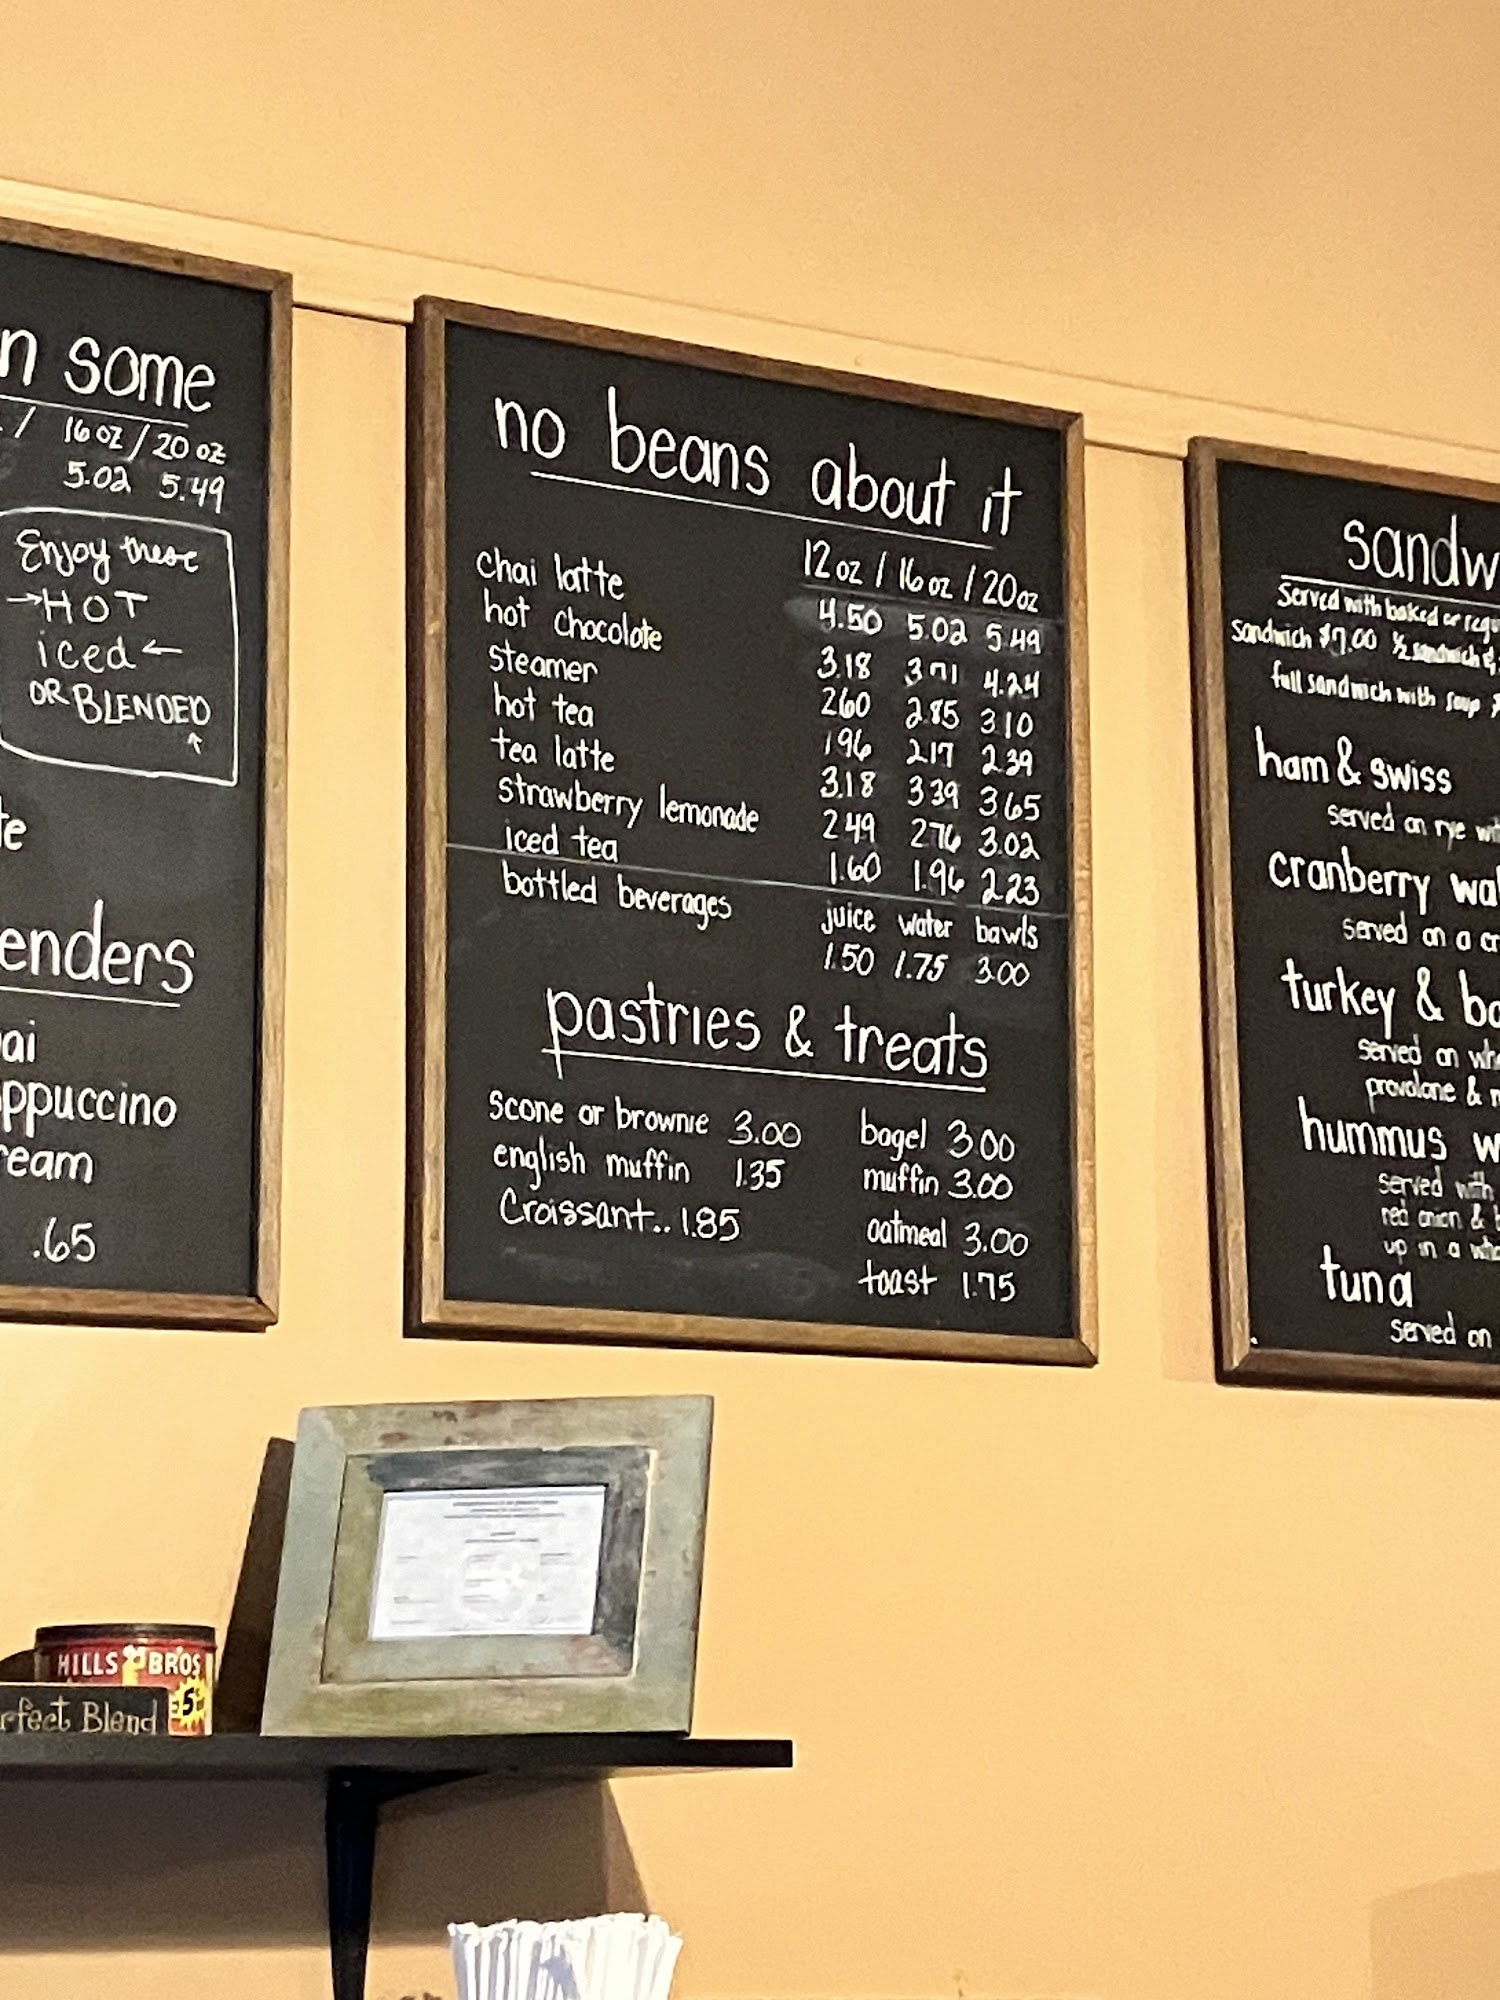 n some
/ 16 oz / 20 oz
5.02 5.49
Enjoy these
→HOT
iced←
OR BLENDED
enders
ai
ppuccino
ream
.65
no beans about it
12 oz / 16 oz / 20 oz
chai latte 4.50 5.02 5.49
hot chocolate 3.18 3.71 4.24
steamer 2.60 2.85 3.10
hot tea 1.96 2.17 2.39
tea latte 3.18 3.39 3.65
strawberry lemonade 2.49 2.76 3.02
iced tea 1.60 1.96 2.23
bottled beverages juice water bawls
1.50 1.75 3.00
pastries & treats
scone or brownie 3.00 bagel 3.00
english muffin 1.35 muffin 3.00
Croissant.. 1.85 oatmeal 3.00
toast 1.75
sandw
served with baked or regu
sandwich $7.00 ½ sandwich &
full sandwich with soup
ham & swiss
served on rye wi
cranberry wal
served on a cr
turkey & ba
served on whe
provolone &
hummus w
served with
red onion &
up in a
tuna
served on
HILLS BROS
5¢
rfect Blend